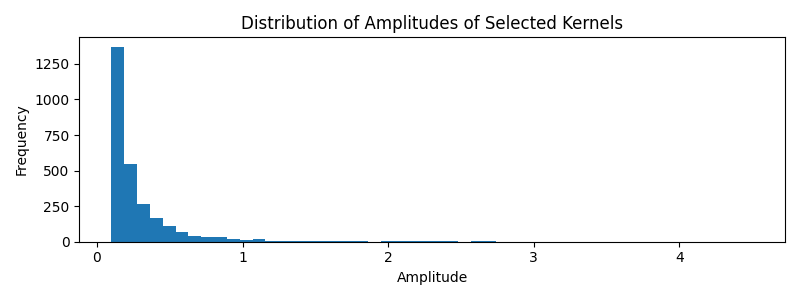 Distribution of Amplitudes of Selected Kernels
1250
1000
750
500
250
0
Frequency
0 1 2 3 4
Amplitude